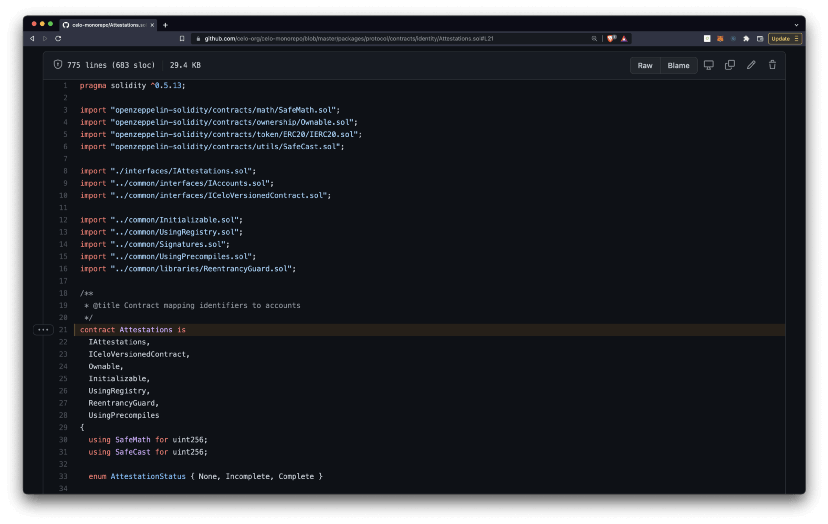 celo-monorepo/Attestations.sol
github.com/celo-org/celo-monorepo/blob/master/packages/protocol/contracts/identity/Attestations.sol#L21
Update
775 lines (683 sloc) 29.4 KB
Raw Blame
1 pragma solidity ^0.5.13;
2
3 import "openzeppelin-solidity/contracts/math/SafeMath.sol";
4 import "openzeppelin-solidity/contracts/ownership/Ownable.sol";
5 import "openzeppelin-solidity/contracts/token/ERC20/IERC20.sol";
6 import "openzeppelin-solidity/contracts/utils/SafeCast.sol";
7
8 import "./interfaces/IAttestations.sol";
9 import "../common/interfaces/IAccounts.sol";
10 import "../common/interfaces/ICeloVersionedContract.sol";
11
12 import "../common/Initializable.sol";
13 import "../common/UsingRegistry.sol";
14 import "../common/Signatures.sol";
15 import "../common/UsingPrecompiles.sol";
16 import "../common/libraries/ReentrancyGuard.sol";
17
18 /**
19 * @title Contract mapping identifiers to accounts
20 */
21 contract Attestations is
22 IAttestations,
23 ICeloVersionedContract,
24 Ownable,
25 Initializable,
26 UsingRegistry,
27 ReentrancyGuard,
28 UsingPrecompiles
29 {
30 using SafeMath for uint256;
31 using SafeCast for uint256;
32
33 enum AttestationStatus { None, Incomplete, Complete }
34